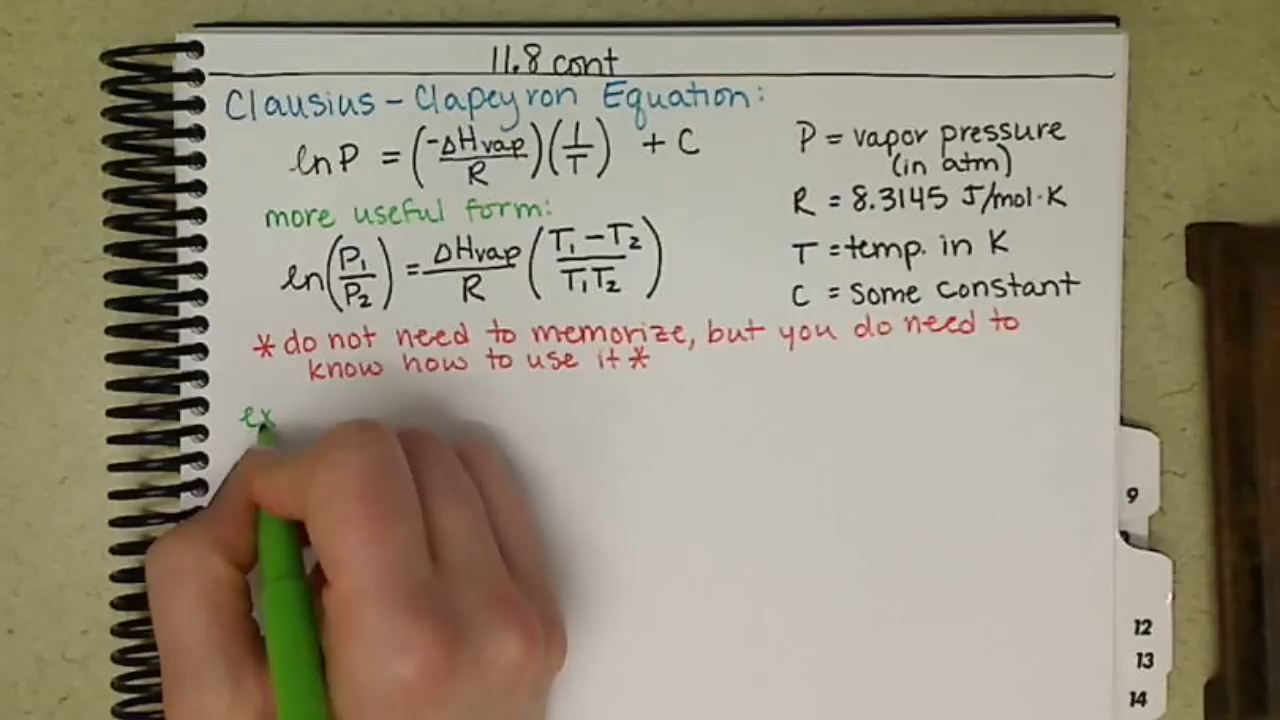 11.8 cont
Clausius - Clapeyron Equation:
ln P = (-ΔHvap/R)(1/T) + C
P = vapor pressure
(in atm)
R = 8.3145 J/mol·K
more useful form:
ln(P₁/P₂) = ΔHvap/R (T₁-T₂/T₁T₂)
T = temp. in K
C = some constant
*do not need to memorize, but you do need to
know how to use it*
ex
9
12
13
14